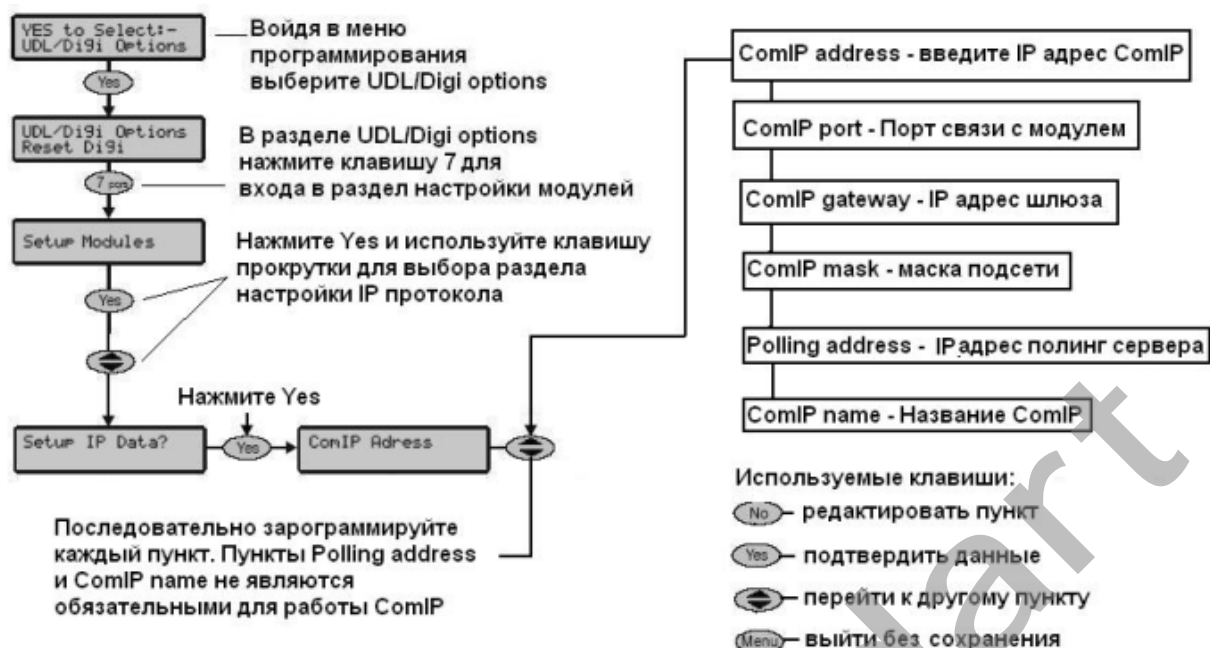 YES to Select:-
UDL/Di9i Options
Войдя в меню
программирования
выберите UDL/Digi options
Yes
UDL/Di9i Options
Reset Di9i
В разделе UDL/Digi options
нажмите клавишу 7 для
входа в раздел настройки модулей
7
Setup Modules
Нажмите Yes и используйте клавишу
прокрутки для выбора раздела
настройки IP протокола
Yes
Нажмите Yes
Setup IP Data?
Yes
ComIP Adress
Последовательно зарограммируйте
каждый пункт. Пункты Polling address
и ComIP name не являются
обязательными для работы ComIP
ComIP address - введите IP адрес ComIP
ComIP port - Порт связи с модулем
ComIP gateway - IP адрес шлюза
ComIP mask - маска подсети
Polling address - IP адрес полинг сервера
ComIP name - Название ComIP
Используемые клавиши:
No - редактировать пункт
Yes - подтвердить данные
- перейти к другому пункту
Menu - выйти без сохранения